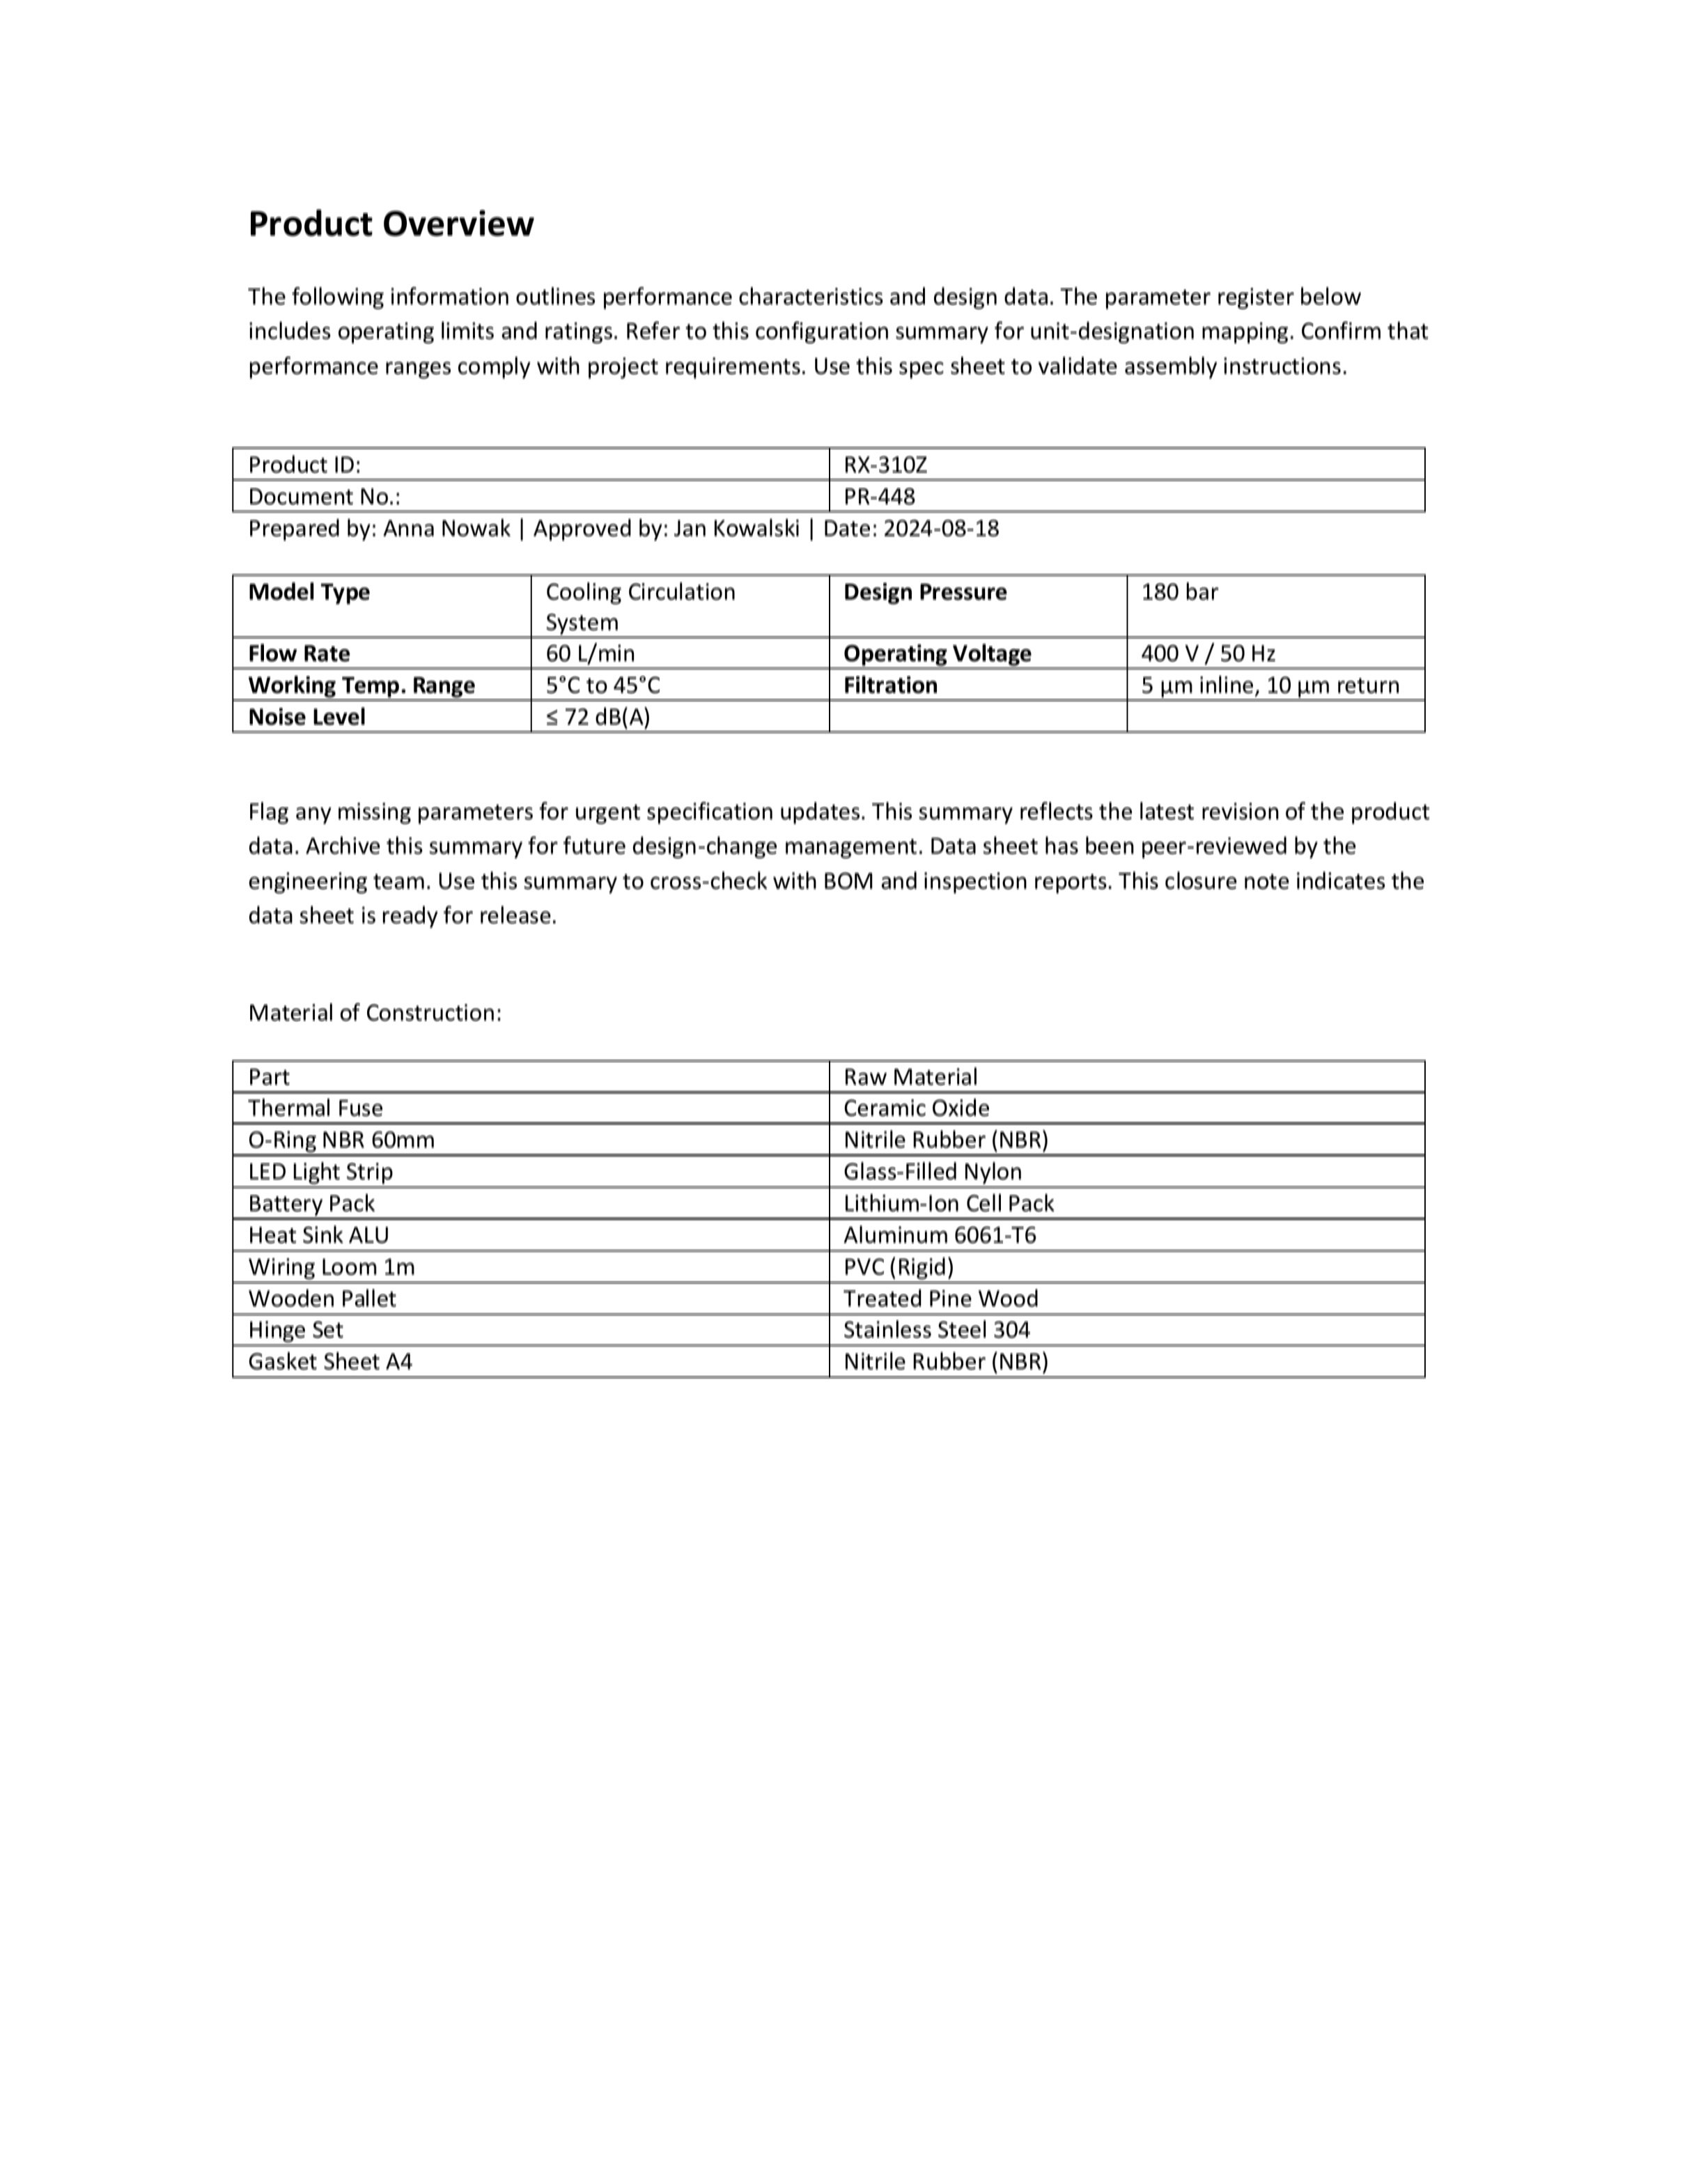 Product Overview
The following information outlines performance characteristics and design data. The parameter register below
includes operating limits and ratings. Refer to this configuration summary for unit-designation mapping. Confirm that
performance ranges comply with project requirements. Use this spec sheet to validate assembly instructions.
Product ID: RX-310Z
Document No.: PR-448
Prepared by: Anna Nowak | Approved by: Jan Kowalski | Date: 2024-08-18
Model Type Cooling Circulation Design Pressure 180 bar
System
Flow Rate 60 L/min Operating Voltage 400 V / 50 Hz
Working Temp. Range 5°C to 45°C Filtration 5 µm inline, 10 µm return
Noise Level ≤ 72 dB(A)
Flag any missing parameters for urgent specification updates. This summary reflects the latest revision of the product
data. Archive this summary for future design-change management. Data sheet has been peer-reviewed by the
engineering team. Use this summary to cross-check with BOM and inspection reports. This closure note indicates the
data sheet is ready for release.
Material of Construction:
Part Raw Material
Thermal Fuse Ceramic Oxide
O-Ring NBR 60mm Nitrile Rubber (NBR)
LED Light Strip Glass-Filled Nylon
Battery Pack Lithium-Ion Cell Pack
Heat Sink ALU Aluminum 6061-T6
Wiring Loom 1m PVC (Rigid)
Wooden Pallet Treated Pine Wood
Hinge Set Stainless Steel 304
Gasket Sheet A4 Nitrile Rubber (NBR)